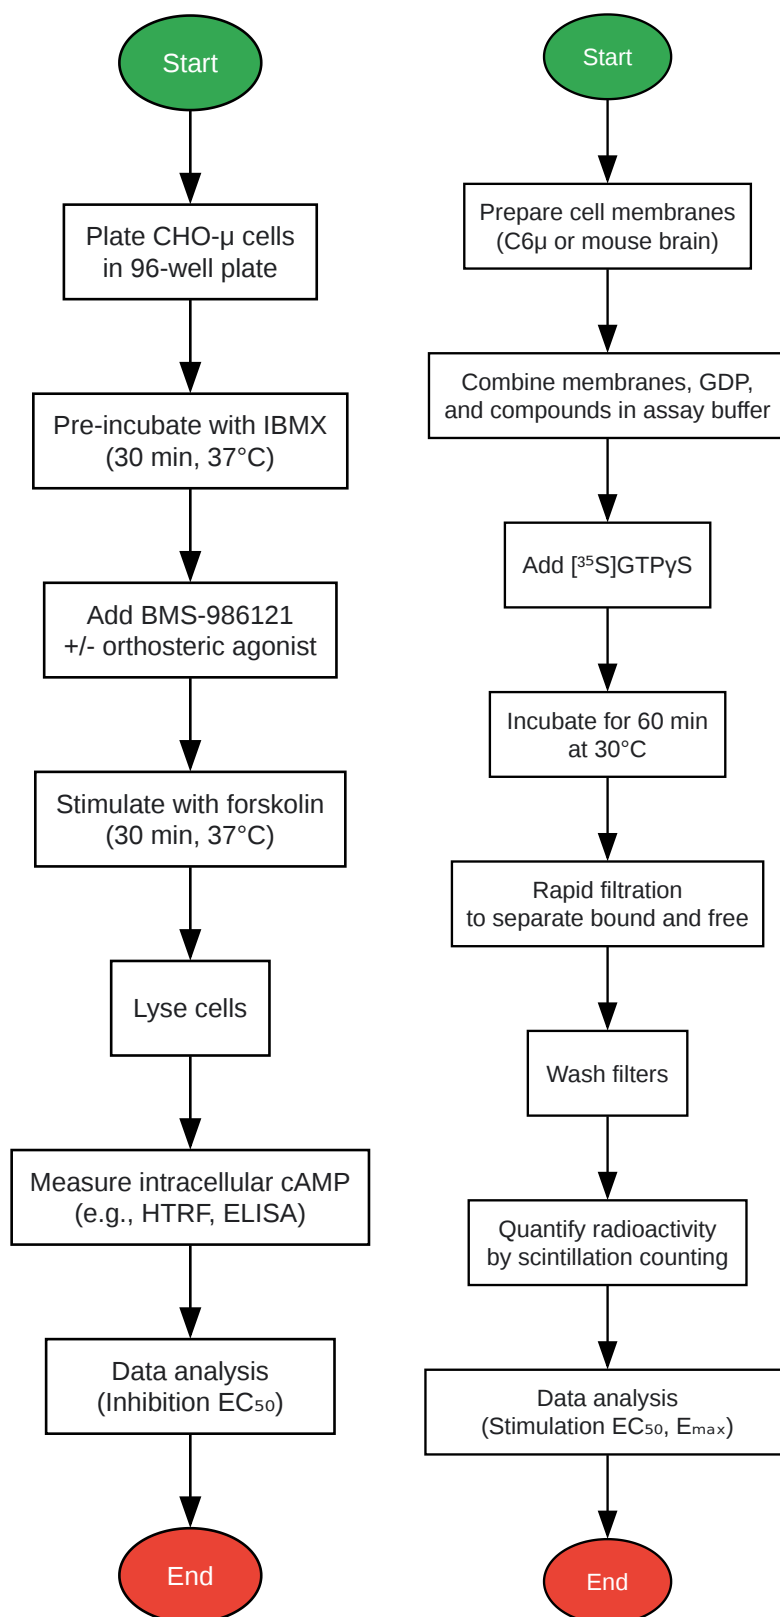 Start
Plate CHO-μ cells
in 96-well plate
Pre-incubate with IBMX
(30 min, 37°C)
Add BMS-986121
+/- orthosteric agonist
Stimulate with forskolin
(30 min, 37°C)
Lyse cells
Measure intracellular cAMP
(e.g., HTRF, ELISA)
Data analysis
(Inhibition EC₅₀)
End
Start
Prepare cell membranes
(C6μ or mouse brain)
Combine membranes, GDP,
and compounds in assay buffer
Add [³⁵S]GTPγS
Incubate for 60 min
at 30°C
Rapid filtration
to separate bound and free
Wash filters
Quantify radioactivity
by scintillation counting
Data analysis
(Stimulation EC₅₀, Eₘₐₓ)
End